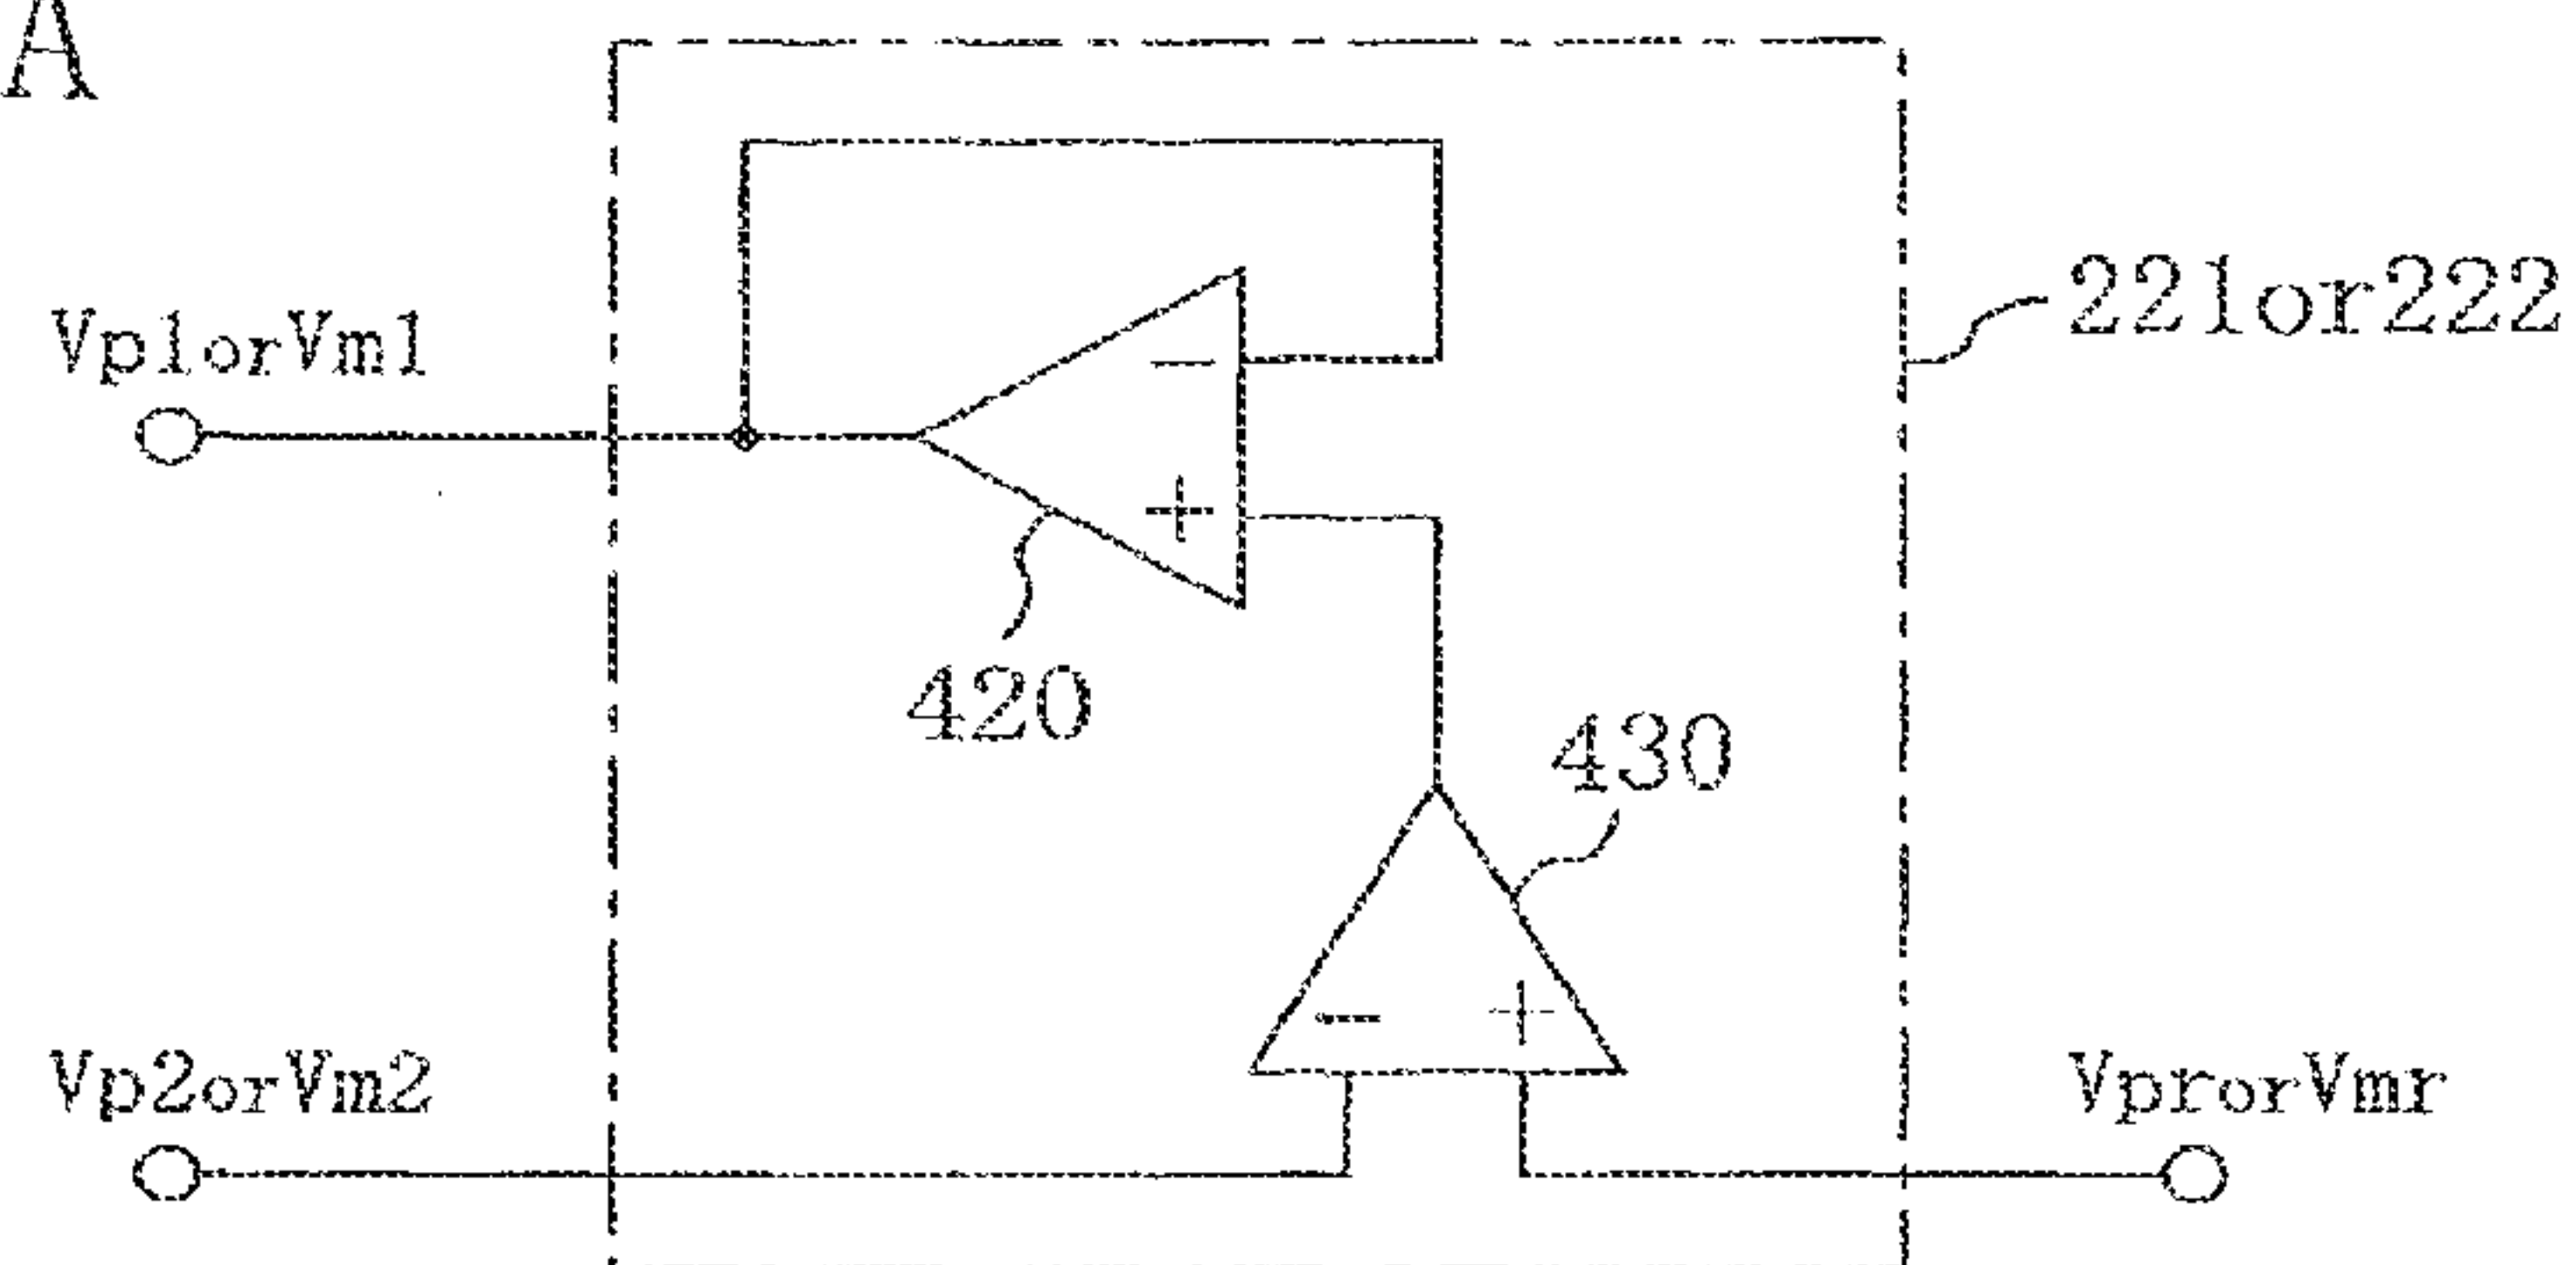 A
221or222
Vp1orVm1
−
+
420
430
− +
Vp2orVm2
VprorVmr